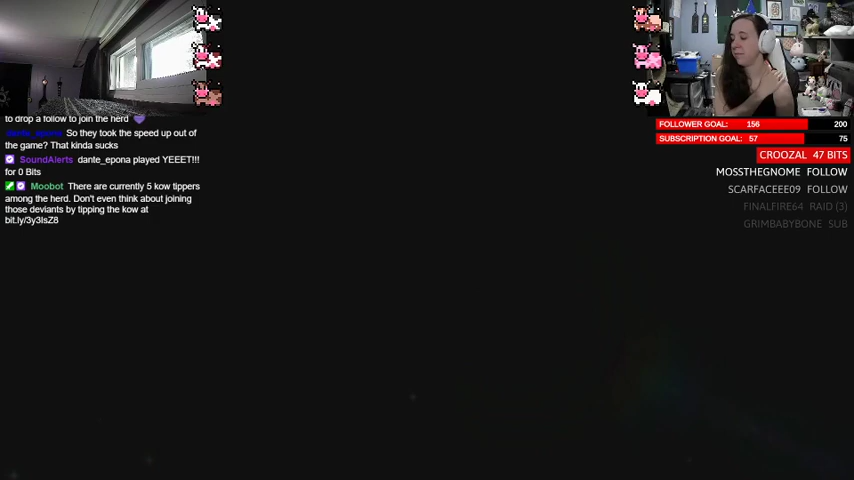 to drop a follow to join the herd
dante_epona So they took the speed up out of
the game? That kinda sucks
SoundAlerts dante_epona played YEEET!!!
for 0 Bits
Moobot There are currently 5 kow tippers
among the herd. Don't even think about joining
those deviants by tipping the kow at
bit.ly/3y3IsZ8
FOLLOWER GOAL: 156 200
SUBSCRIPTION GOAL: 57 75
CROOZAL 47 BITS
MOSSTHEGNOME FOLLOW
SCARFACEEE09 FOLLOW
FINALFIRE64 RAID (3)
GRIMBABYBONE SUB